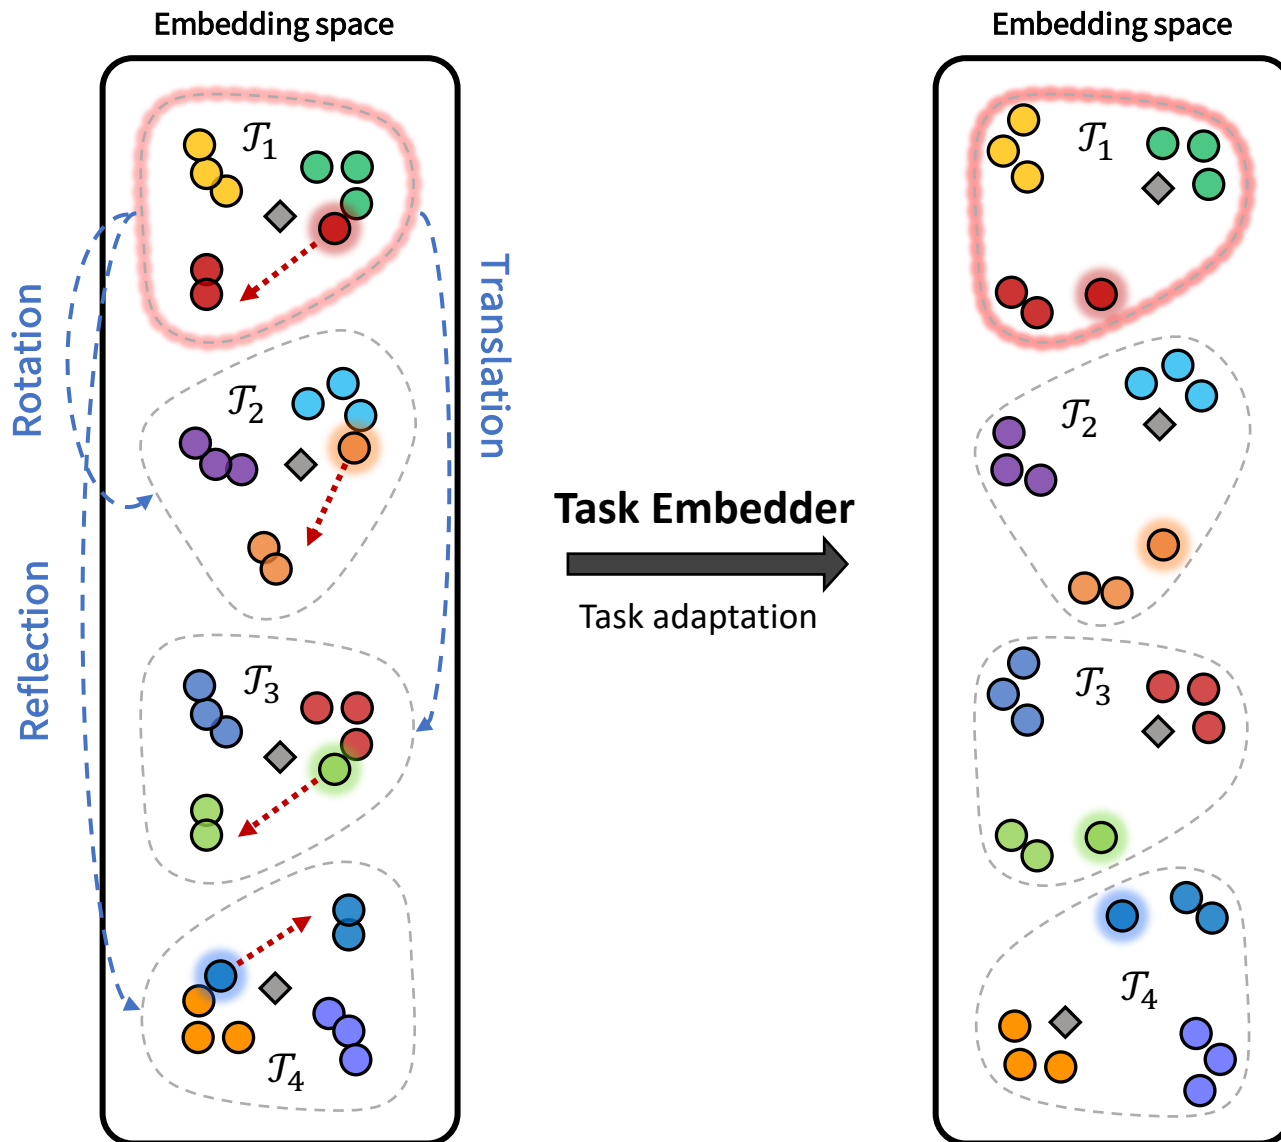 Embedding space
Embedding space
𝒯1
𝒯1
Rotation
Translation
𝒯2
𝒯2
Task Embedder
Task adaptation
Reflection
𝒯3
𝒯3
𝒯4
𝒯4